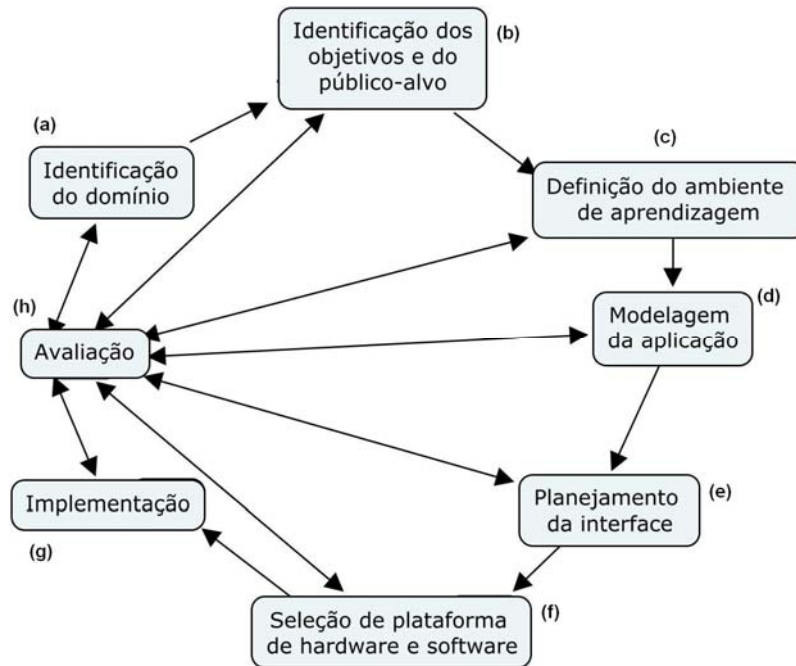 Identificação dos
objetivos e do
público-alvo
(b)
(a)
Identificação
do domínio
(c)
Definição do ambiente
de aprendizagem
(h)
Avaliação
(d)
Modelagem
da aplicação
Implementação
(g)
(e)
Planejamento
da interface
Seleção de plataforma
de hardware e software
(f)